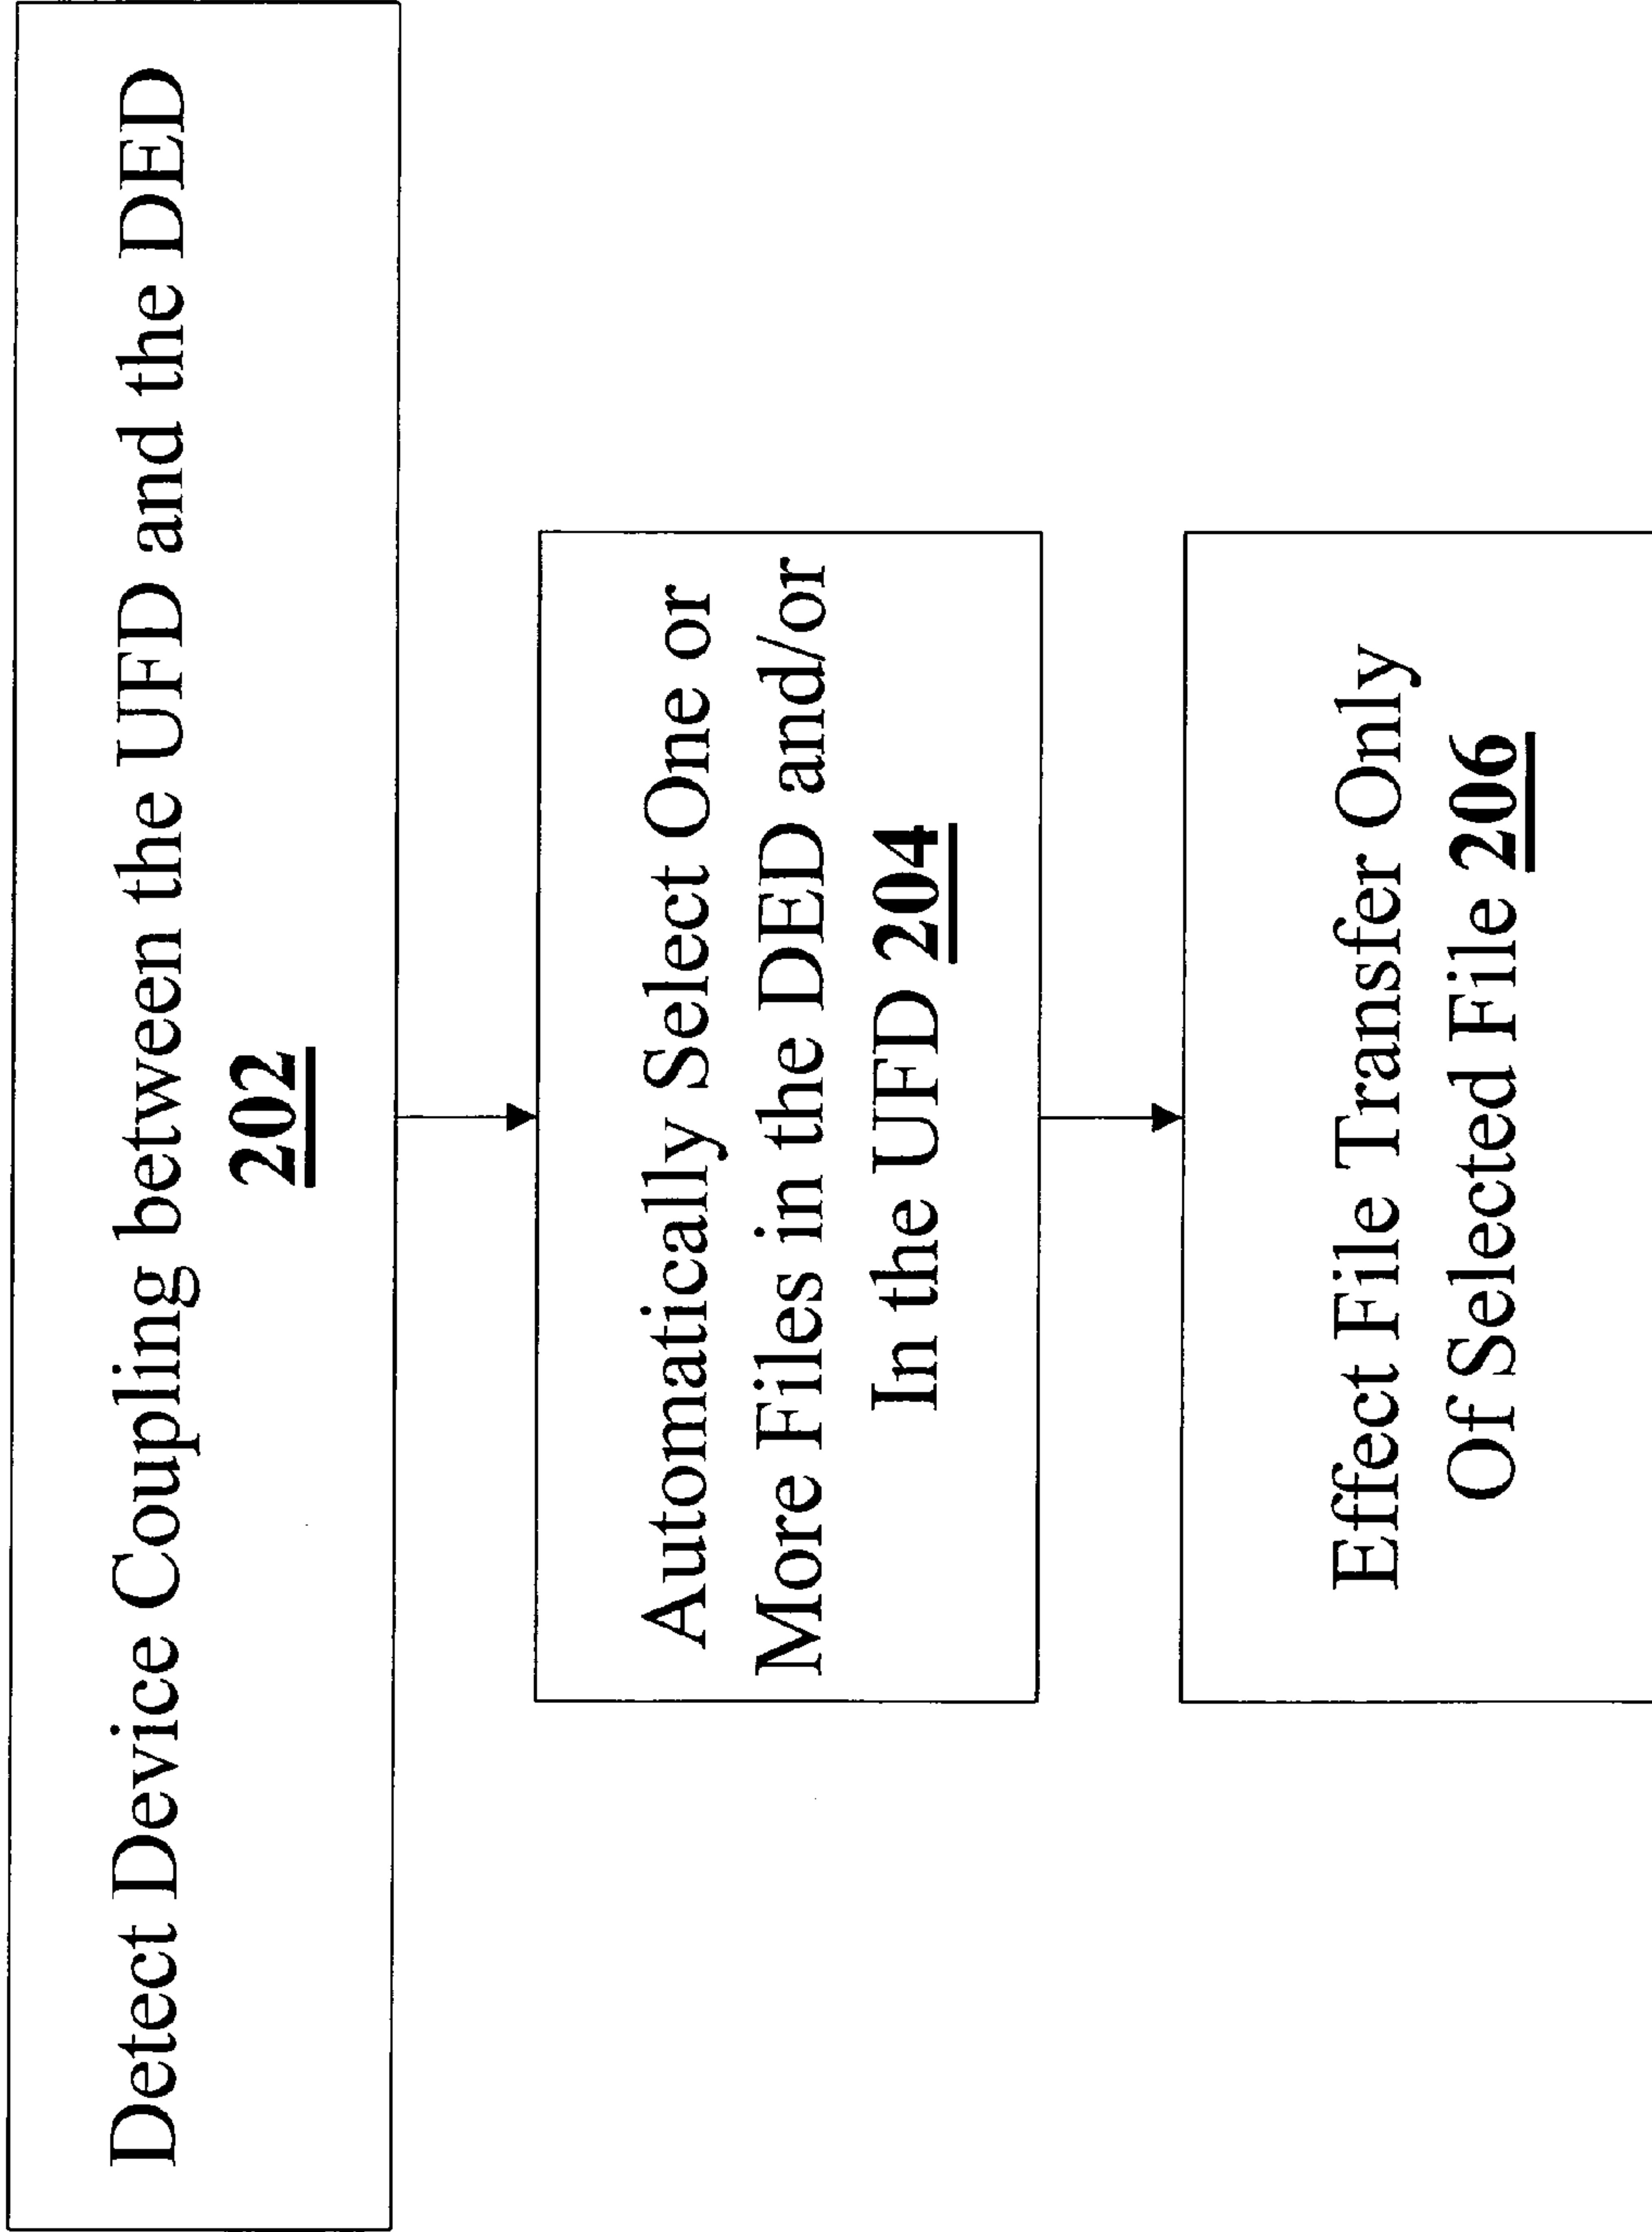 Detect Device Coupling between the UFD and the DED
202
Automatically Select One or
More Files in the DED and/or
In the UFD 204
Effect File Transfer Only
Of Selected File 206